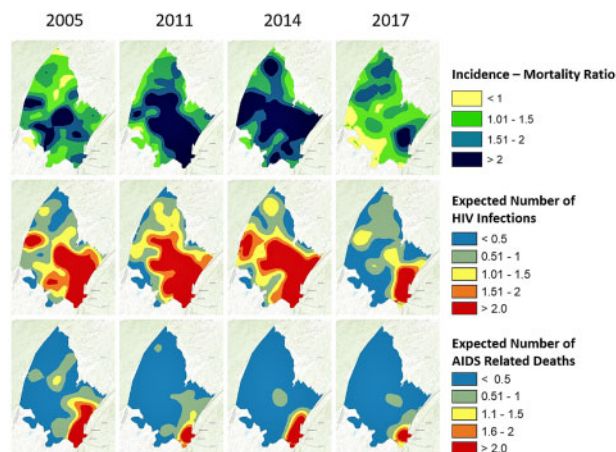 2005 2011 2014 2017
Incidence – Mortality Ratio
< 1
1.01 - 1.5
1.51 - 2
> 2
Expected Number of
HIV Infections
< 0.5
0.51 - 1
1.01 - 1.5
1.51 - 2
> 2.0
Expected Number of
AIDS Related Deaths
< 0.5
0.51 - 1
1.1 - 1.5
1.6 - 2
> 2.0